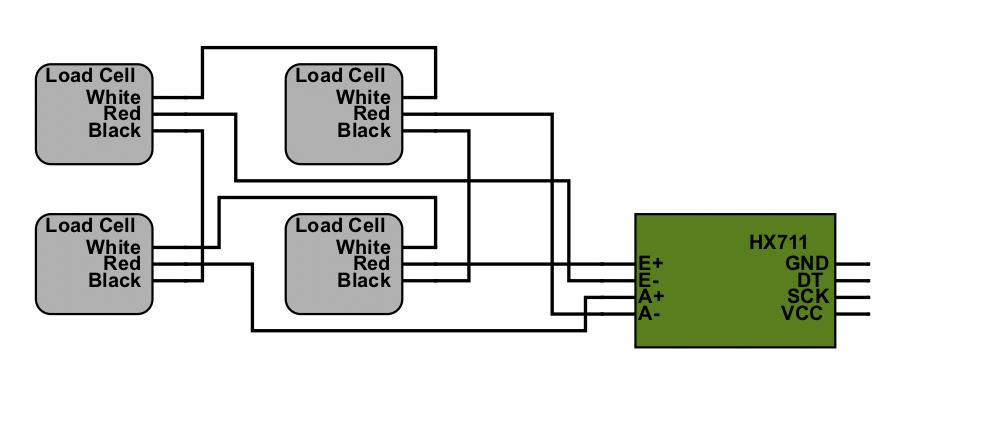 Load Cell
White
Red
Black
Load Cell
White
Red
Black
Load Cell
White
Red
Black
Load Cell
White
Red
Black
HX711
E+
E-
A+
A-
GND
DT
SCK
VCC